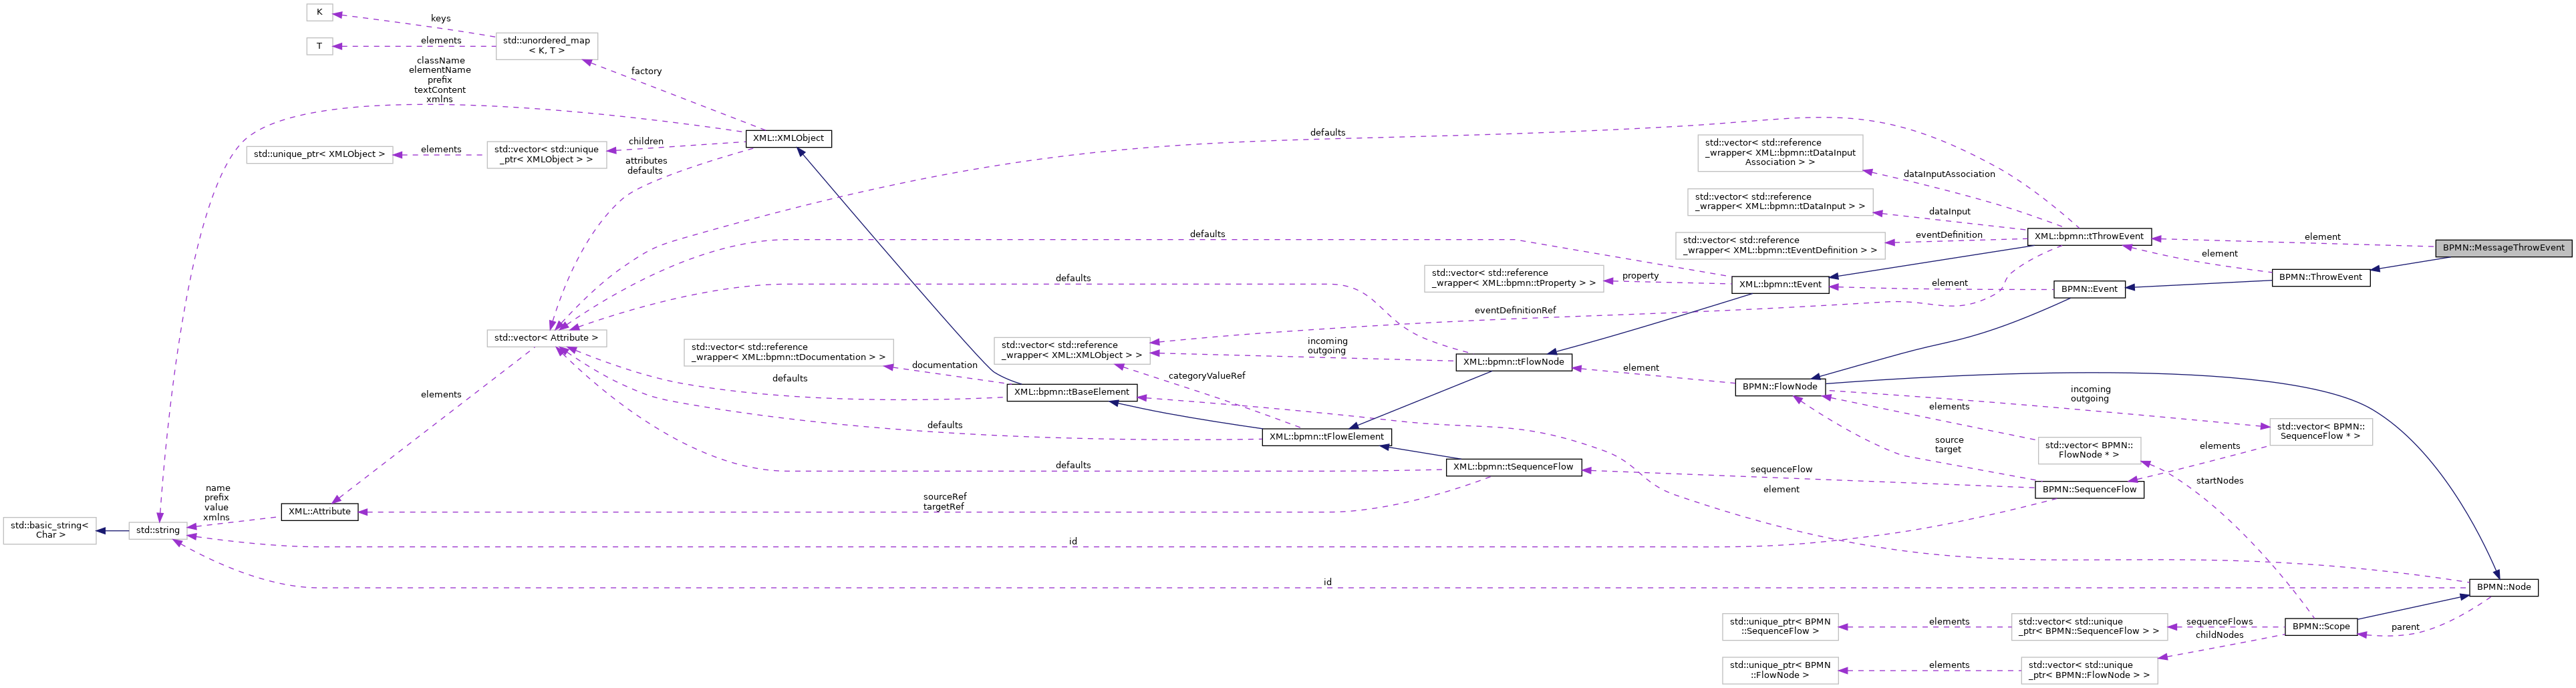 K
keys
T
elements
std::unordered_map
< K, T >
factory
className
elementName
prefix
textContent
xmlns
XML::XMLObject
children
std::vector< std::unique
_ptr< XMLObject > >
elements
std::unique_ptr< XMLObject >
attributes
defaults
defaults
std::vector< std::reference
_wrapper< XML::bpmn::tDataInput
Association > >
dataInputAssociation
std::vector< std::reference
_wrapper< XML::bpmn::tDataInput > >
dataInput
std::vector< std::reference
_wrapper< XML::bpmn::tEventDefinition > >
eventDefinition
XML::bpmn::tThrowEvent
element
BPMN::MessageThrowEvent
defaults
element
std::vector< std::reference
_wrapper< XML::bpmn::tProperty > >
property
XML::bpmn::tEvent
element
BPMN::Event
BPMN::ThrowEvent
defaults
eventDefinitionRef
std::vector< Attribute >
std::vector< std::reference
_wrapper< XML::bpmn::tDocumentation > >
documentation
std::vector< std::reference
_wrapper< XML::XMLObject > >
incoming
outgoing
XML::bpmn::tFlowNode
element
BPMN::FlowNode
categoryValueRef
defaults
XML::bpmn::tBaseElement
elements
incoming
outgoing
elements
defaults
XML::bpmn::tFlowElement
source
target
std::vector< BPMN::
FlowNode * >
std::vector< BPMN::
SequenceFlow * >
elements
defaults
XML::bpmn::tSequenceFlow
sequenceFlow
element
BPMN::SequenceFlow
startNodes
sourceRef
targetRef
name
prefix
value
xmlns
XML::Attribute
std::basic_string<
Char >
std::string
id
id
BPMN::Node
std::unique_ptr< BPMN
::SequenceFlow >
elements
std::vector< std::unique
_ptr< BPMN::SequenceFlow > >
sequenceFlows
BPMN::Scope
parent
childNodes
std::unique_ptr< BPMN
::FlowNode >
elements
std::vector< std::unique
_ptr< BPMN::FlowNode > >